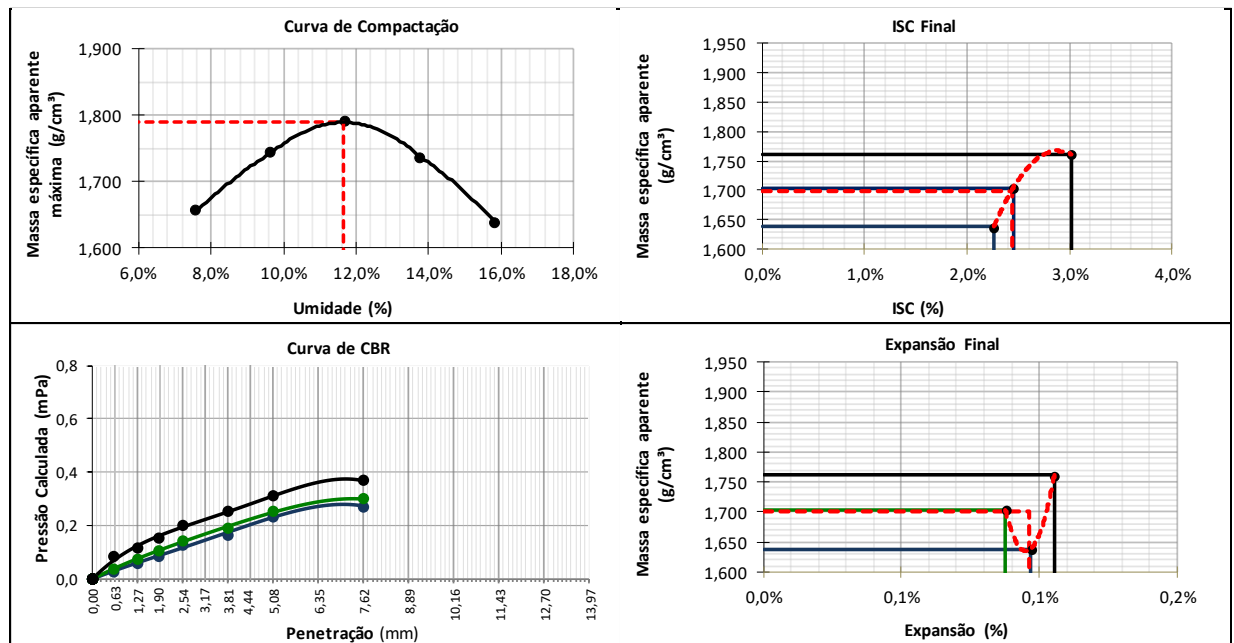 Curva de Compactação
Massa específica aparente
máxima (g/cm³)
1,900
1,800
1,700
1,600
6,0% 8,0% 10,0% 12,0% 14,0% 16,0% 18,0%
Umidade (%)
ISC Final
Massa específica aparente
(g/cm³)
1,950
1,900
1,850
1,800
1,750
1,700
1,650
1,600
0,0% 1,0% 2,0% 3,0% 4,0%
ISC (%)
Curva de CBR
Pressão Calculada (mPa)
0,8
0,6
0,4
0,2
0,0
0,00 0,63 1,27 1,90 2,54 3,17 3,81 4,44 5,08 6,35 7,62 8,89 10,16 11,43 12,70 13,97
Penetração (mm)
Expansão Final
Massa específica aparente
(g/cm³)
1,950
1,900
1,850
1,800
1,750
1,700
1,650
1,600
0,0% 0,1% 0,1% 0,2%
Expansão (%)